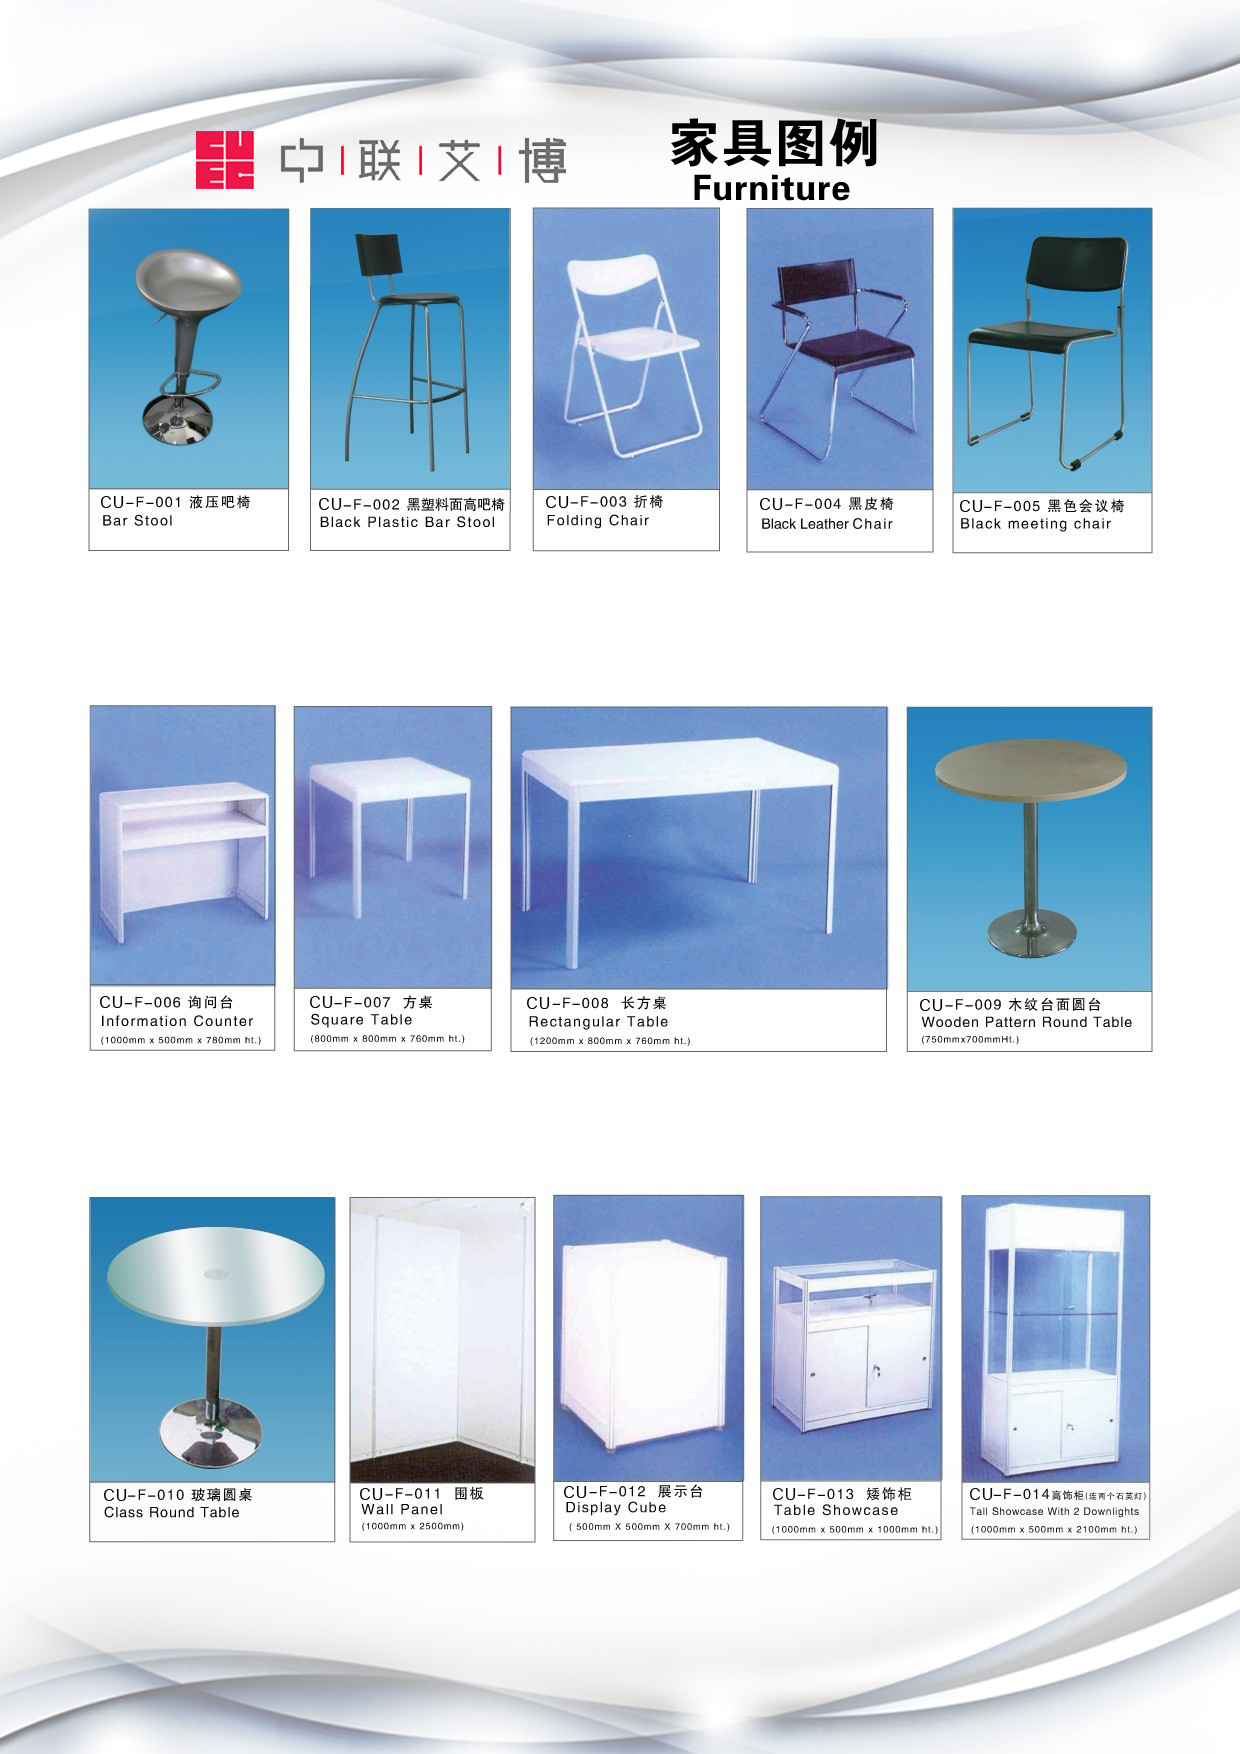 CU EC 中联艾博
家具图例
Furniture
CU-F-001 液压吧椅
Bar Stool
CU-F-002 黑塑料面高吧椅
Black Plastic Bar Stool
CU-F-003 折椅
Folding Chair
CU-F-004 黑皮椅
Black Leather Chair
CU-F-005 黑色会议椅
Black meeting chair
CU-F-006 询问台
Information Counter
(1000mm x 500mm x 780mm ht.)
CU-F-007 方桌
Square Table
(800mm x 800mm x 760mm ht.)
CU-F-008 长方桌
Rectangular Table
(1200mm x 800mm x 760mm ht.)
CU-F-009 木纹台面圆台
Wooden Pattern Round Table
(750mmx700mmHt.)
CU-F-010 玻璃圆桌
Class Round Table
CU-F-011 围板
Wall Panel
(1000mm x 2500mm)
CU-F-012 展示台
Display Cube
( 500mm X 500mm X 700mm ht.)
CU-F-013 矮饰柜
Table Showcase
(1000mm x 500mm x 1000mm ht.)
CU-F-014高饰柜(连两个石英灯)
Tall Showcase With 2 Downlights
(1000mm x 500mm x 2100mm ht.)